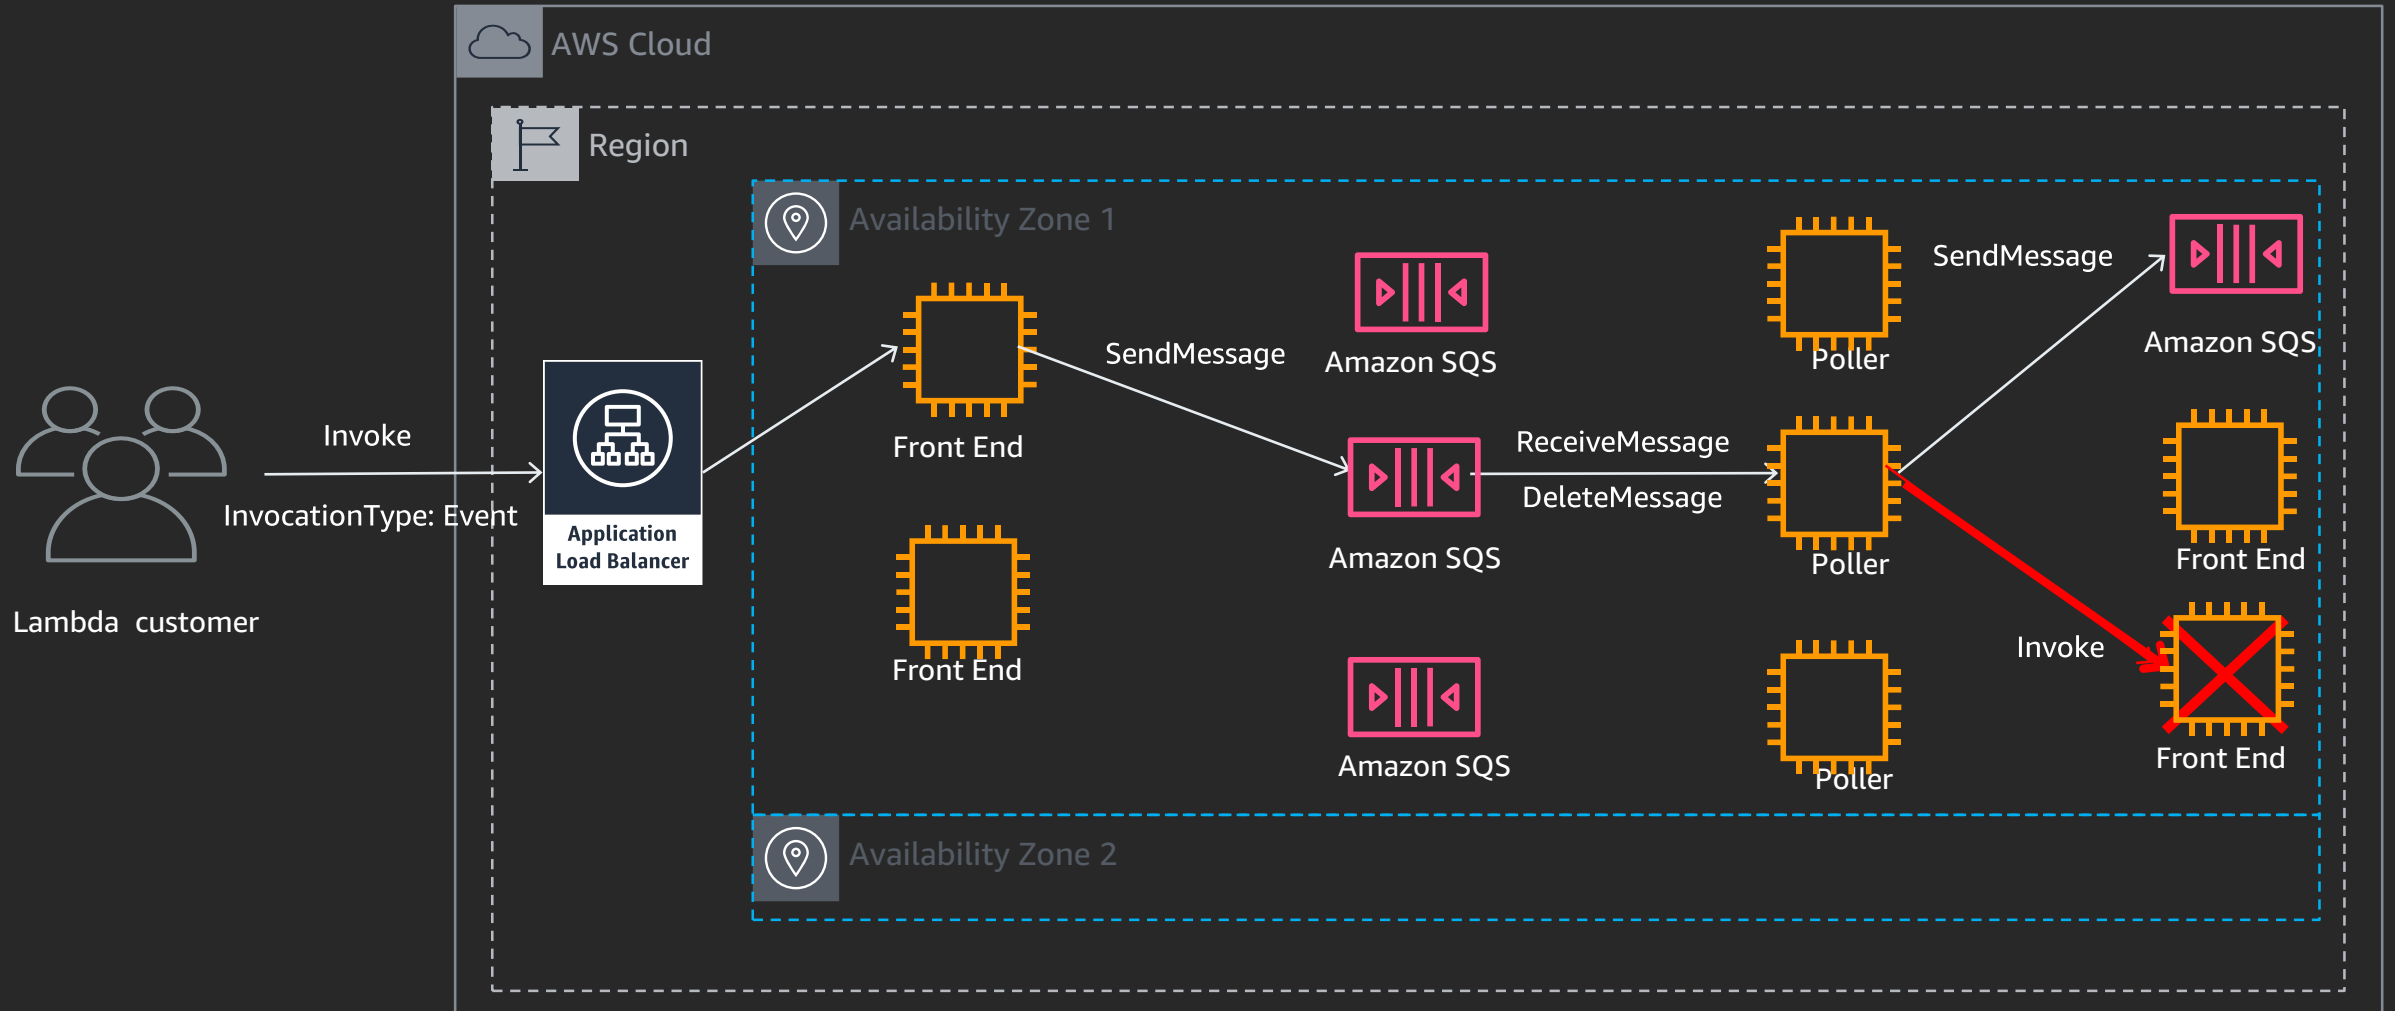 AWS Cloud
Region
Availability Zone 1
SendMessage
Amazon SQS
Poller
SendMessage
Amazon SQS
Invoke
InvocationType: Event
Lambda customer
Application
Load Balancer
Front End
ReceiveMessage
DeleteMessage
Amazon SQS
Poller
Front End
Front End
Invoke
Amazon SQS
Poller
Front End
Availability Zone 2